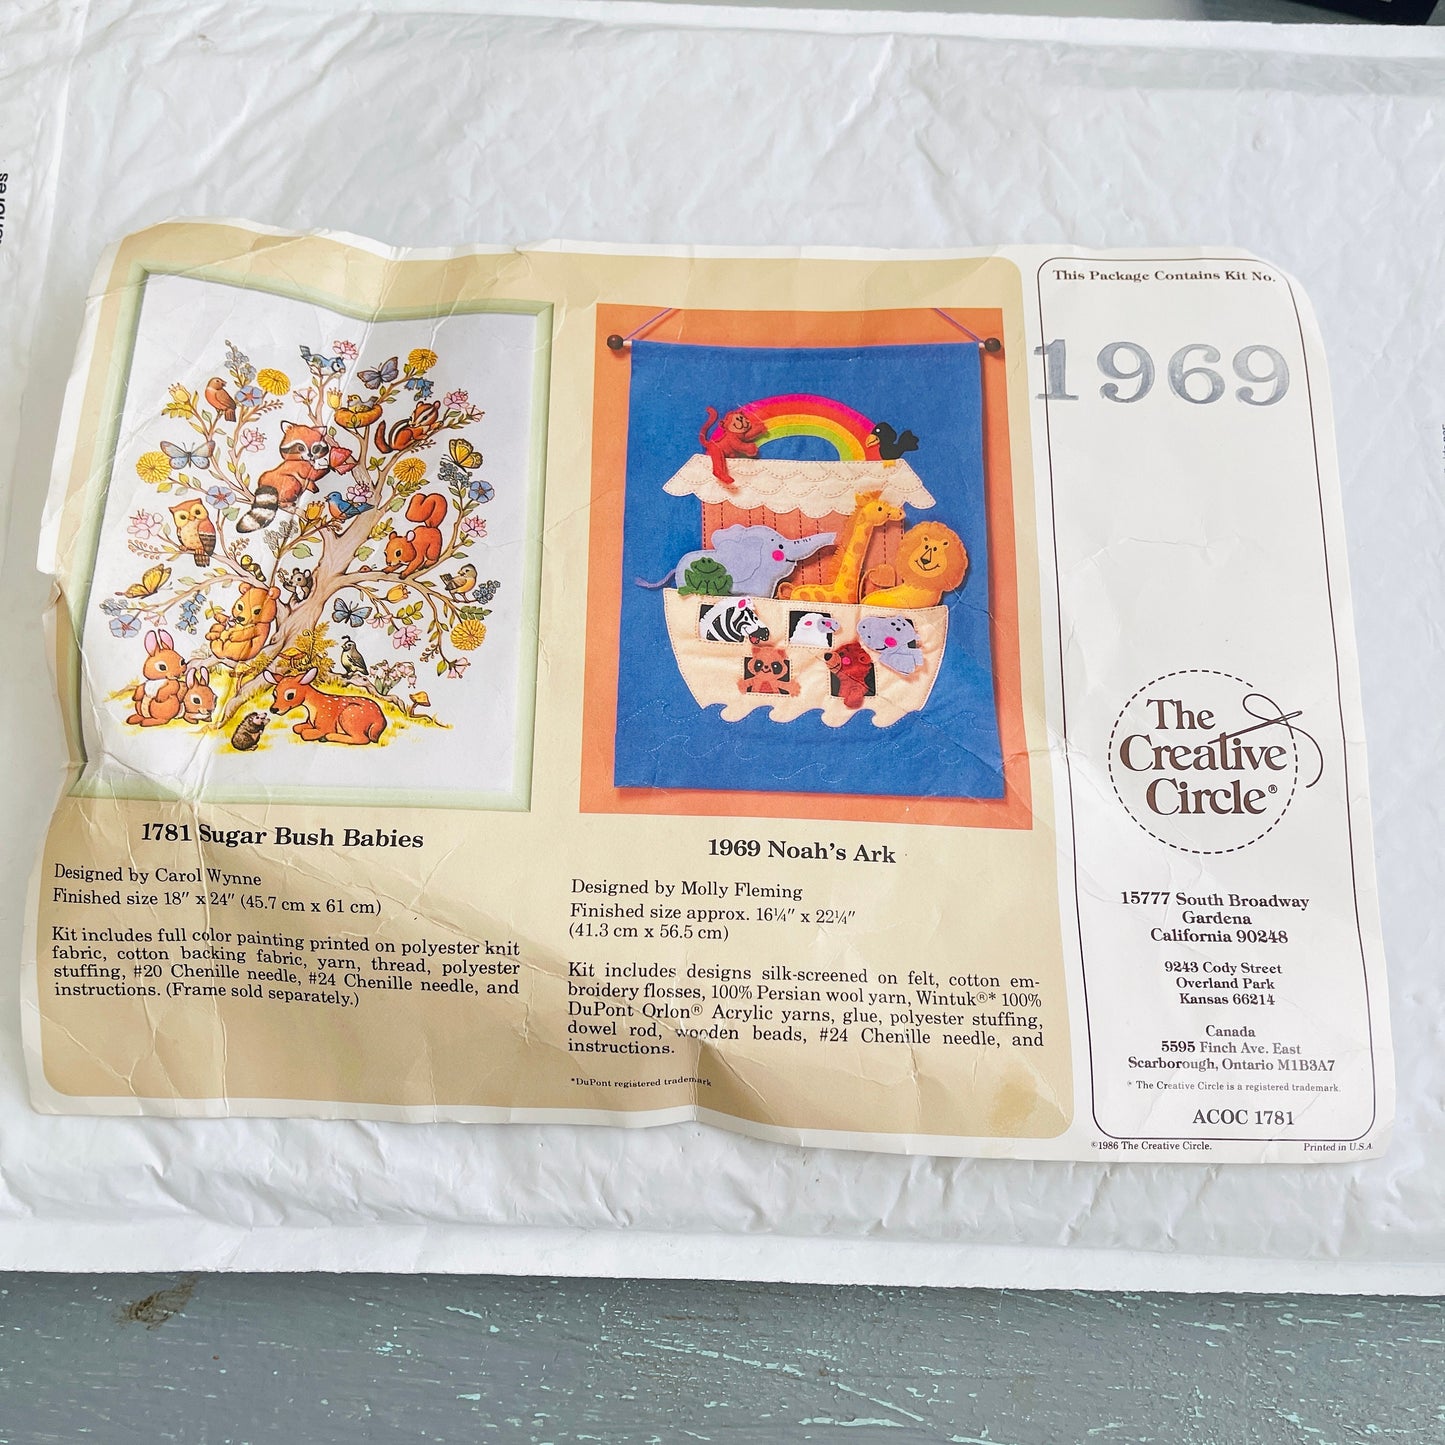 1781 Sugar Bush Babies
Designed by Carol Wynne
Finished size 18" x 24" (45.7 cm x 61 cm)
Kit includes full color painting printed on polyester knit
fabric, cotton backing fabric, yarn, thread, polyester
stuffing, #20 Chenille needle, #24 Chenille needle, and
instructions. (Frame sold separately.)
1969 Noah's Ark
Designed by Molly Fleming
Finished size approx. 16¼" x 22¼"
(41.3 cm x 56.5 cm)
Kit includes designs silk-screened on felt, cotton em-
broidery flosses, 100% Persian wool yarn, Wintuk®* 100%
DuPont Orlon® Acrylic yarns, glue, polyester stuffing,
dowel rod, wooden beads, #24 Chenille needle, and
instructions.
*DuPont registered trademark
This Package Contains Kit No.
1969
The
Creative
Circle®
15777 South Broadway
Gardena
California 90248
9243 Cody Street
Overland Park
Kansas 66214
Canada
5595 Finch Ave. East
Scarborough, Ontario M1B3A7
® The Creative Circle is a registered trademark.
ACOC 1781
©1986 The Creative Circle.
Printed in U.S.A.